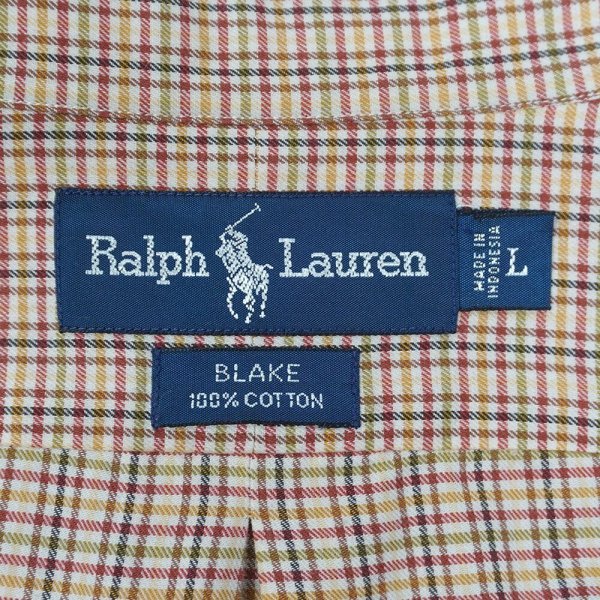 Ralph Lauren
MADE IN
INDONESIA
L
BLAKE
100% COTTON